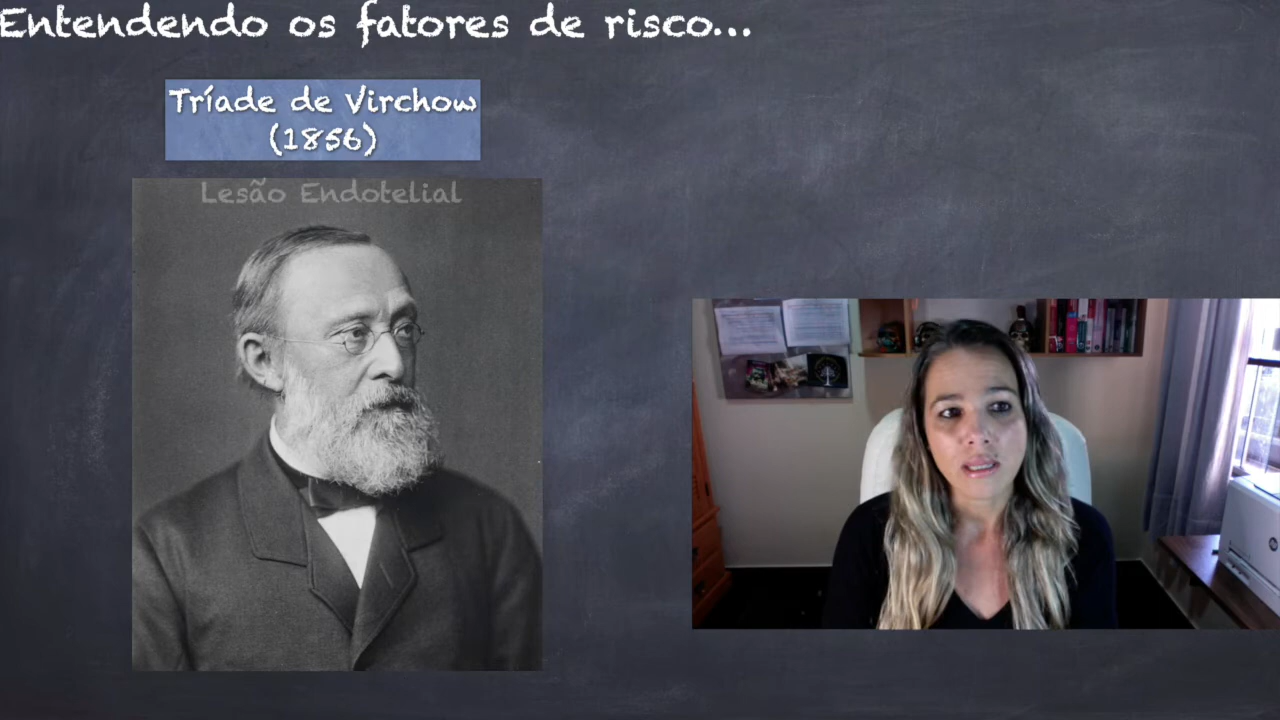 Entendendo os fatores de risco...
Tríade de Virchow
(1856)
Lesão Endotelial